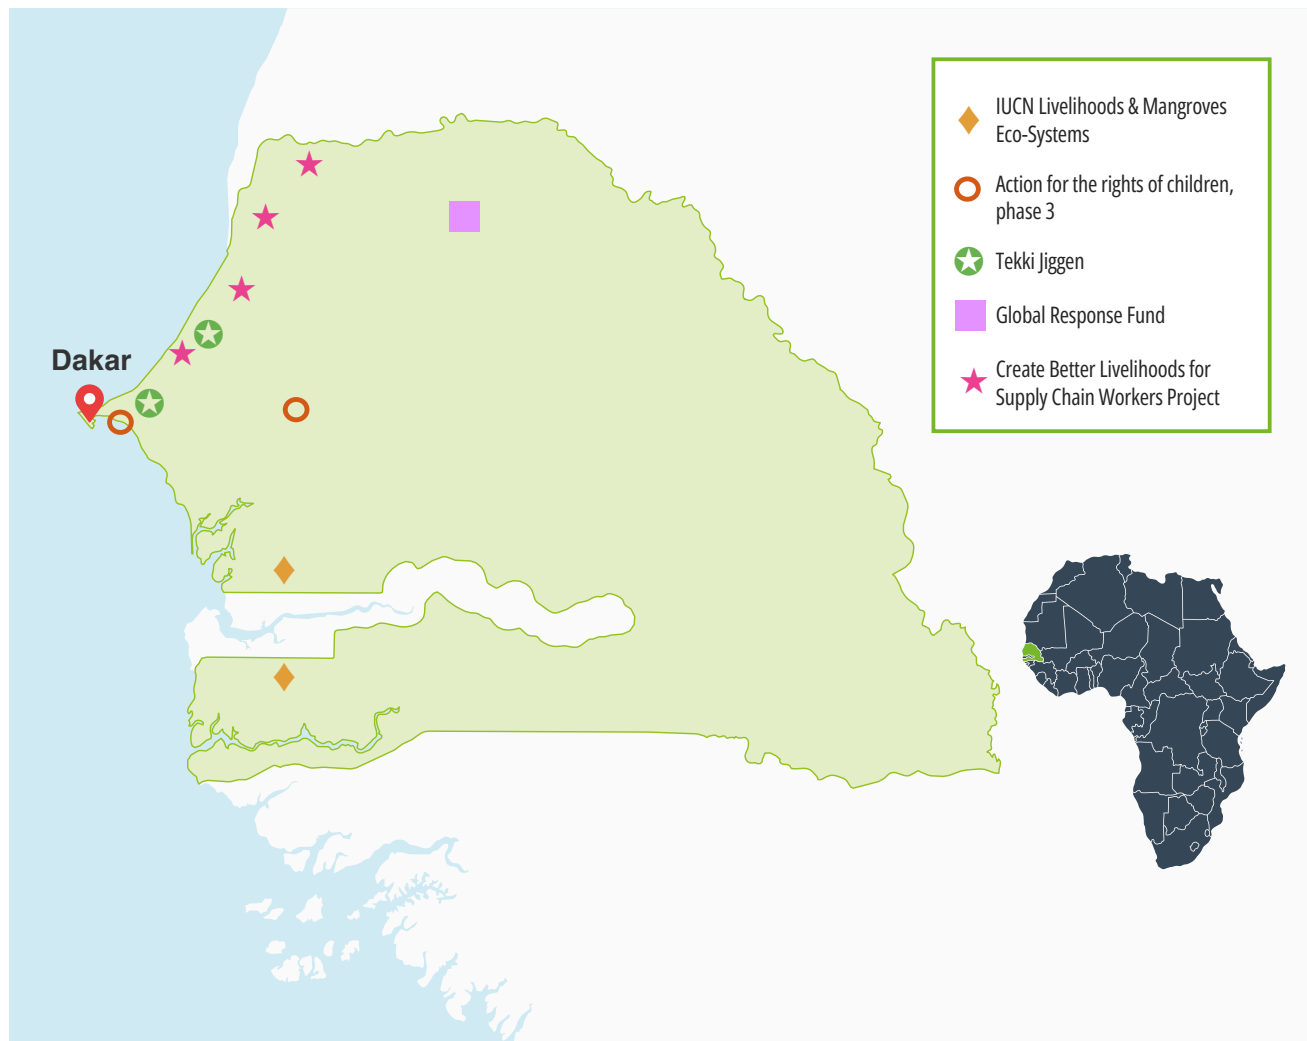 IUCN Livelihoods & Mangroves
Eco-Systems
Action for the rights of children,
phase 3
Tekki Jiggen
Global Response Fund
Create Better Livelihoods for
Supply Chain Workers Project
Dakar